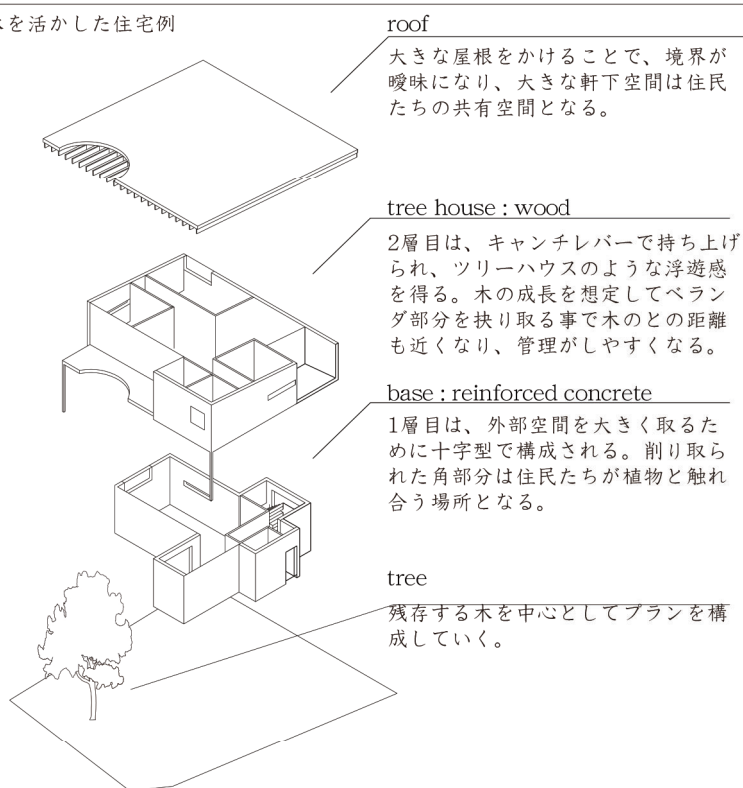 を活かした住宅例
roof
大きな屋根をかけることで、境界が
曖昧になり、大きな軒下空間は住民
たちの共有空間となる。
tree house : wood
2層目は、キャンチレバーで持ち上げ
られ、ツリーハウスのような浮遊感
を得る。木の成長を想定してベラン
ダ部分を抉り取る事で木のとの距離
も近くなり、管理がしやすくなる。
base : reinforced concrete
1層目は、外部空間を大きく取るた
めに十字型で構成される。削り取ら
れた角部分は住民たちが植物と触れ
合う場所となる。
tree
残存する木を中心としてプランを構
成していく。